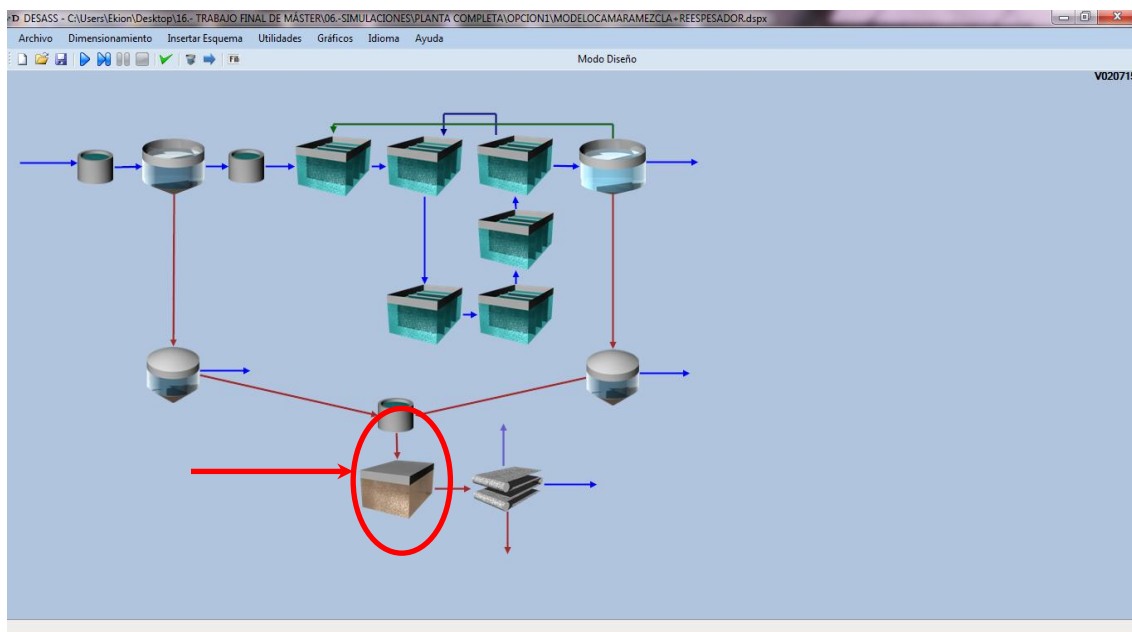 DESASS - C:\Users\Ekion\Desktop\16.- TRABAJO FINAL DE MÁSTER\06.-SIMULACIONES\PLANTA COMPLETA\OPCION1\MODELOCAMARAMEZCLA+REESPESADOR.dspx
Archivo Dimensionamiento Insertar Esquema Utilidades Gráficos Idioma Ayuda
Modo Diseño
V020715